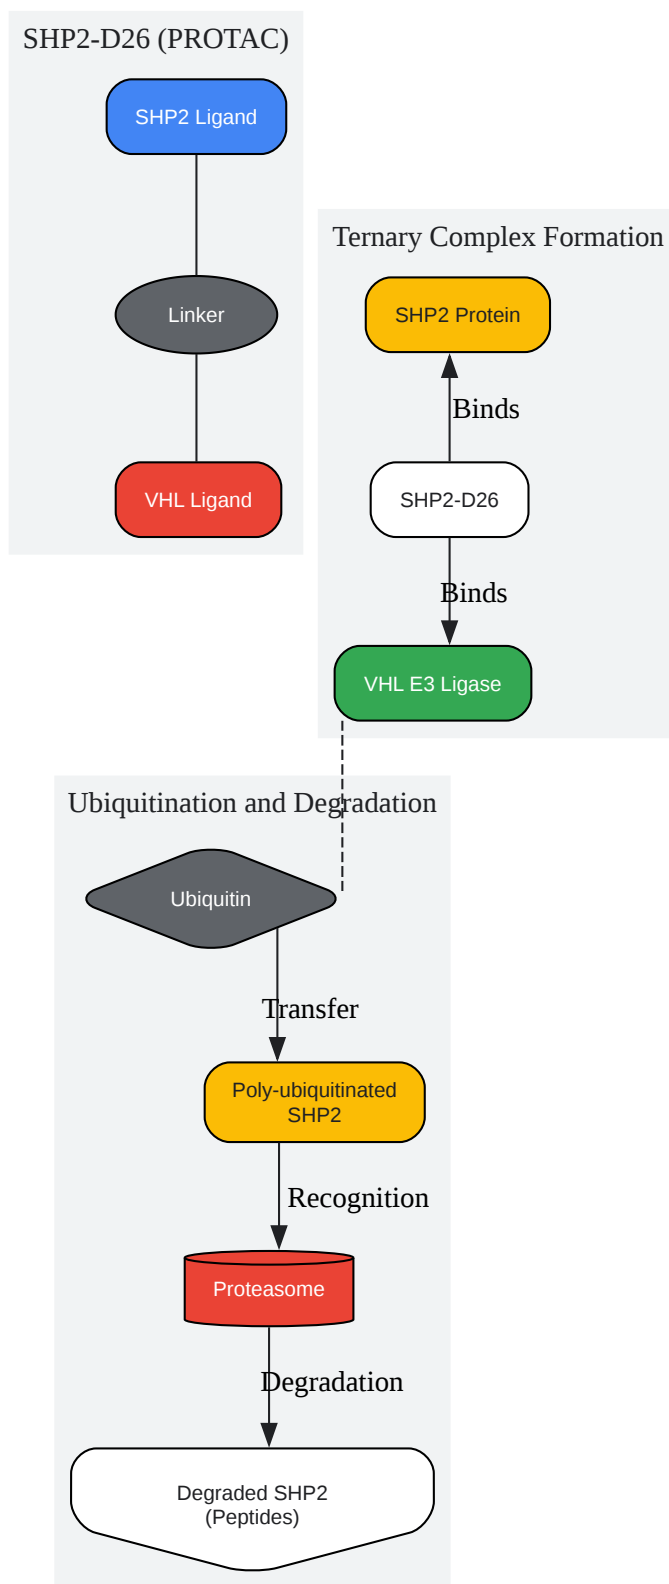 SHP2-D26 (PROTAC)
SHP2 Ligand
Linker
VHL Ligand
Ternary Complex Formation
SHP2 Protein
Binds
SHP2-D26
Binds
VHL E3 Ligase
Ubiquitination and Degradation
Ubiquitin
Transfer
Poly-ubiquitinated
SHP2
Recognition
Proteasome
Degradation
Degraded SHP2
(Peptides)